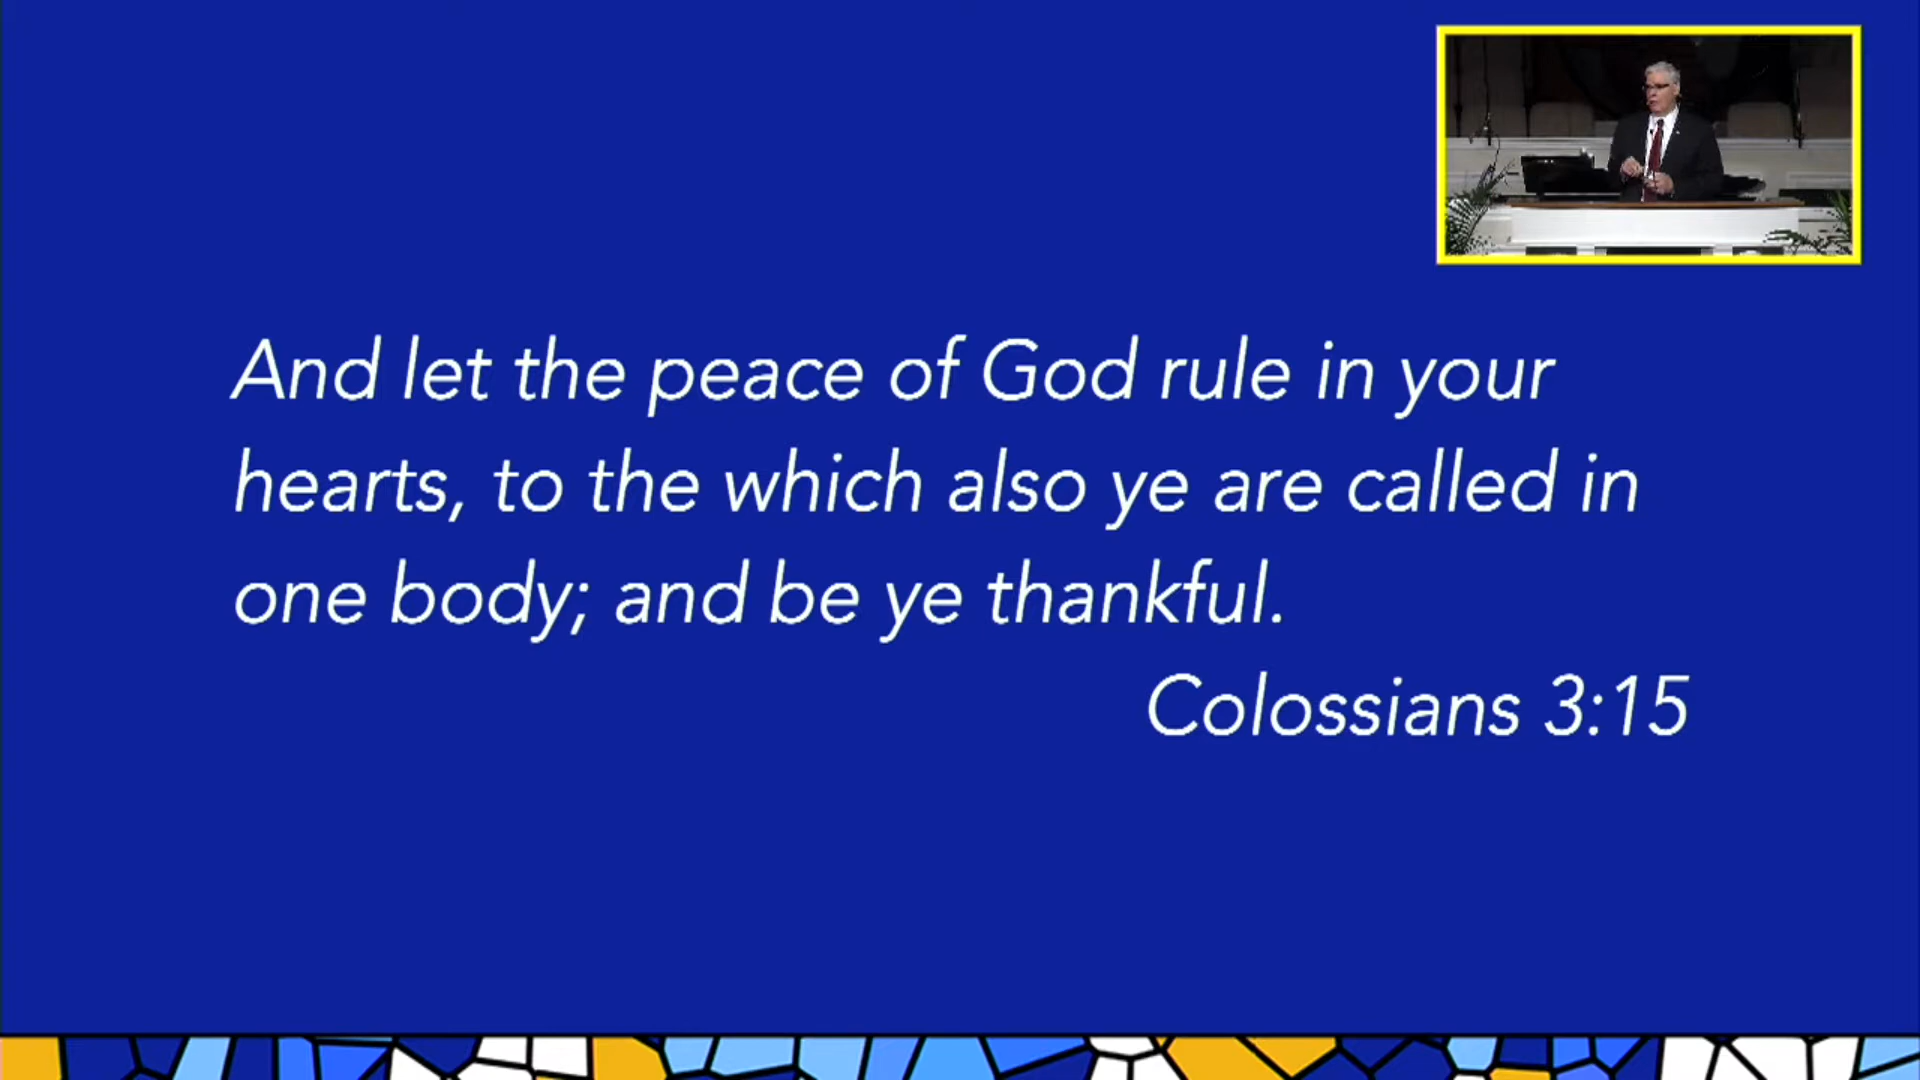 And let the peace of God rule in your
hearts, to the which also ye are called in
one body; and be ye thankful.
Colossians 3:15